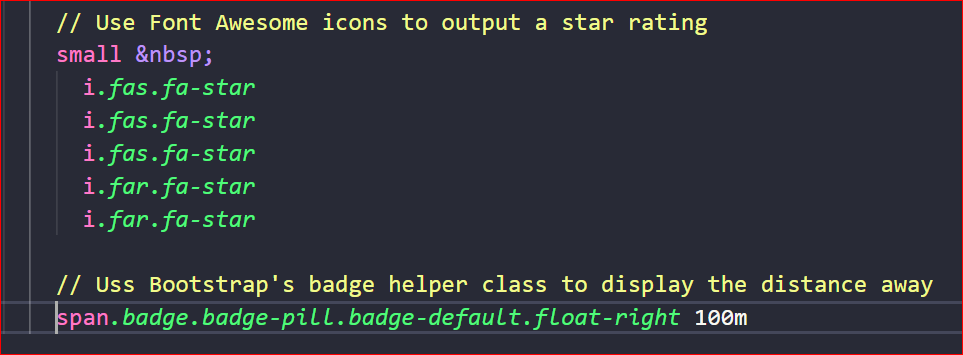 // Use Font Awesome icons to output a star rating
small &nbsp;
i.fas.fa-star
i.fas.fa-star
i.fas.fa-star
i.far.fa-star
i.far.fa-star
// Uss Bootstrap's badge helper class to display the distance away
span.badge.badge-pill.badge-default.float-right 100m